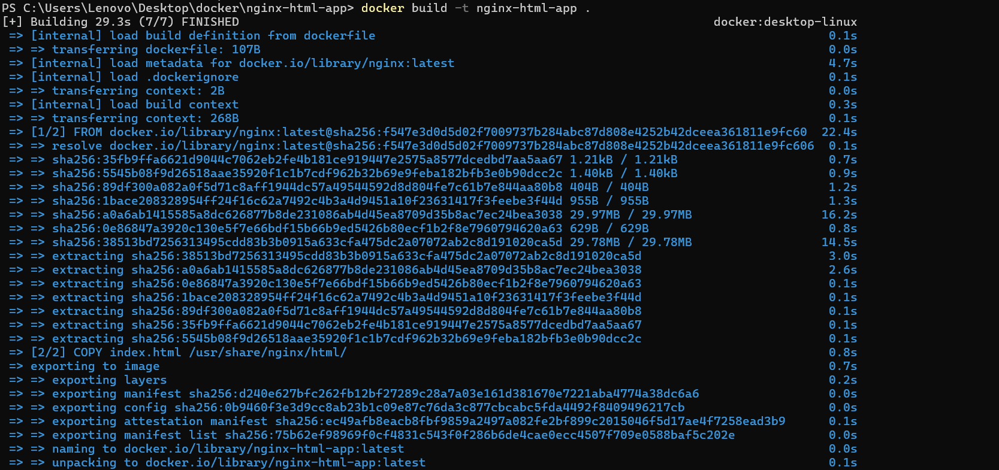 PS C:\Users\Lenovo\Desktop\docker\nginx-html-app> docker build -t nginx-html-app .
[+] Building 29.3s (7/7) FINISHED docker:desktop-linux
=> [internal] load build definition from dockerfile 0.1s
=> => transferring dockerfile: 107B 0.0s
=> [internal] load metadata for docker.io/library/nginx:latest 4.7s
=> [internal] load .dockerignore 0.1s
=> => transferring context: 2B 0.0s
=> [internal] load build context 0.3s
=> => transferring context: 268B 0.1s
=> [1/2] FROM docker.io/library/nginx:latest@sha256:f547e3d0d5d02f7009737b284abc87d808e4252b42dceea361811e9fc60 22.4s
=> => resolve docker.io/library/nginx:latest@sha256:f547e3d0d5d02f7009737b284abc87d808e4252b42dceea361811e9fc606 0.1s
=> => sha256:35fb9ffa6621d9044c7062eb2fe4b181ce919447e2575a8577dcedbd7aa5aa67 1.21kB / 1.21kB 0.7s
=> => sha256:5545b08f9d26518aae35920f1c1b7cdf962b32b69e9feba182bfb3e0b90dcc2c 1.40kB / 1.40kB 0.9s
=> => sha256:89df300a082a0f5d71c8aff1944dc57a49544592d8d804fe7c61b7e844aa80b8 404B / 404B 1.2s
=> => sha256:1bace208328954ff24f16c62a7492c4b3a4d9451a10f23631417f3feebe3f44d 955B / 955B 1.3s
=> => sha256:a0a6ab1415585a8dc626877b8de231086ab4d45ea8709d35b8ac7ec24bea3038 29.97MB / 29.97MB 16.2s
=> => sha256:0e86847a3920c130e5f7e66bdf15b66b9ed5426b80ecf1b2f8e7960794620a63 629B / 629B 0.8s
=> => sha256:38513bd7256313495cdd83b3b0915a633cfa475dc2a07072ab2c8d191020ca5d 29.78MB / 29.78MB 14.5s
=> => extracting sha256:38513bd7256313495cdd83b3b0915a633cfa475dc2a07072ab2c8d191020ca5d 3.0s
=> => extracting sha256:a0a6ab1415585a8dc626877b8de231086ab4d45ea8709d35b8ac7ec24bea3038 2.6s
=> => extracting sha256:0e86847a3920c130e5f7e66bdf15b66b9ed5426b80ecf1b2f8e7960794620a63 0.1s
=> => extracting sha256:1bace208328954ff24f16c62a7492c4b3a4d9451a10f23631417f3feebe3f44d 0.1s
=> => extracting sha256:89df300a082a0f5d71c8aff1944dc57a49544592d8d804fe7c61b7e844aa80b8 0.1s
=> => extracting sha256:35fb9ffa6621d9044c7062eb2fe4b181ce919447e2575a8577dcedbd7aa5aa67 0.1s
=> => extracting sha256:5545b08f9d26518aae35920f1c1b7cdf962b32b69e9feba182bfb3e0b90dcc2c 0.1s
=> [2/2] COPY index.html /usr/share/nginx/html/ 0.8s
=> exporting to image 0.7s
=> => exporting layers 0.2s
=> => exporting manifest sha256:d240e627bfc262fb12bf27289c28a7a03e161d381670e7221aba4774a38dc6a6 0.0s
=> => exporting config sha256:0b9460f3e3d9cc8ab23b1c09e87c76da3c877cbcabc5fda4492f8409496217cb 0.0s
=> => exporting attestation manifest sha256:ec49afb8eacb8fbf9859a2497a082fe2bf899c2015046f5d17ae4f7258ead3b9 0.1s
=> => exporting manifest list sha256:75b62ef98969f0cf4831c543f0f286b6de4cae0ecc4507f709e0588baf5c202e 0.0s
=> => naming to docker.io/library/nginx-html-app:latest 0.0s
=> => unpacking to docker.io/library/nginx-html-app:latest 0.1s